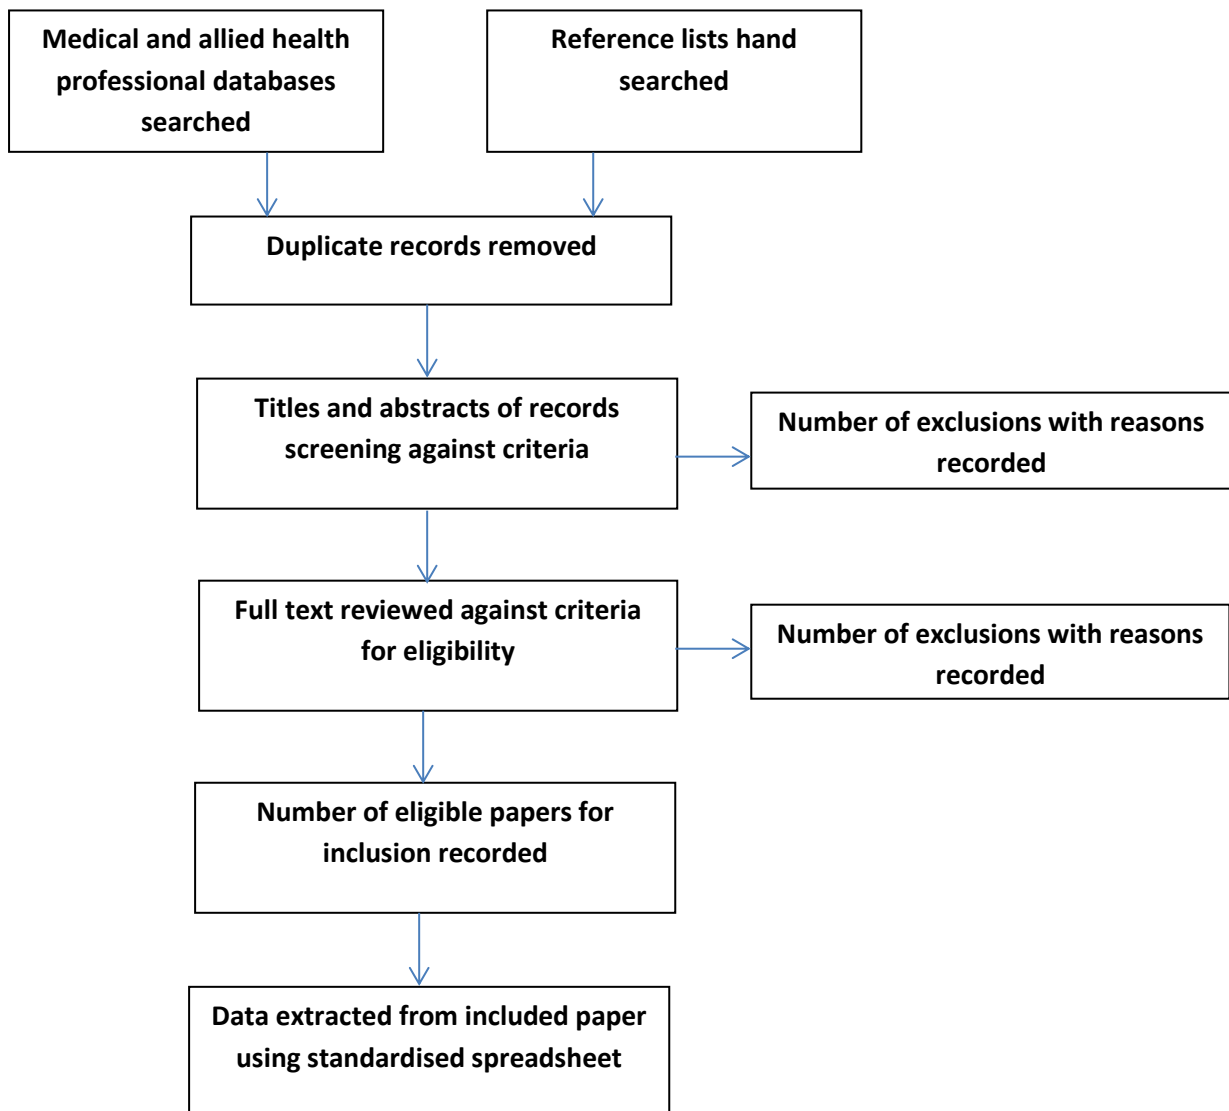 Medical and allied health
professional databases
searched
Reference lists hand
searched
Duplicate records removed
Titles and abstracts of records
screening against criteria
Number of exclusions with reasons
recorded
Full text reviewed against criteria
for eligibility
Number of exclusions with reasons
recorded
Number of eligible papers for
inclusion recorded
Data extracted from included paper
using standardised spreadsheet